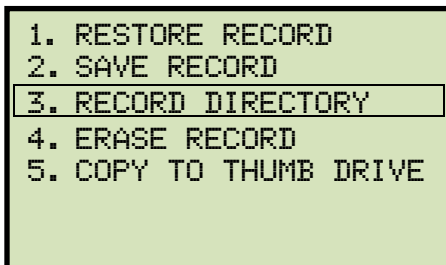 1. RESTORE RECORD
2. SAVE RECORD
3. RECORD DIRECTORY
4. ERASE RECORD
5. COPY TO THUMB DRIVE